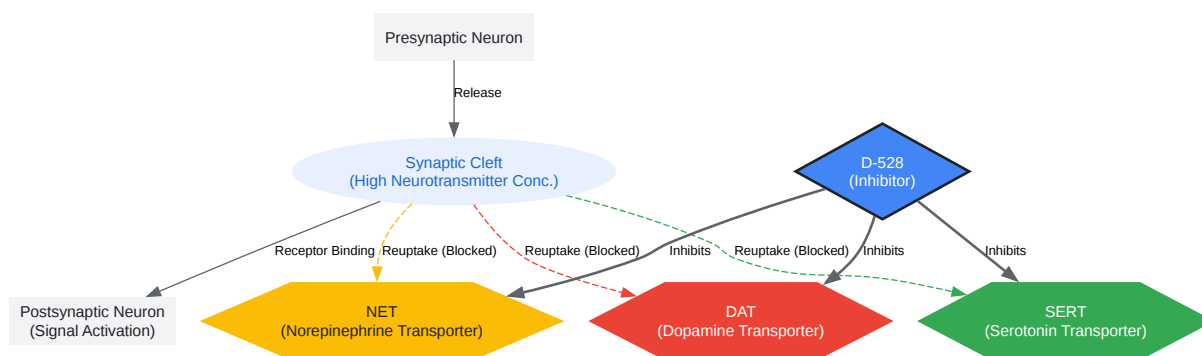 Presynaptic Neuron
Release
Synaptic Cleft
(High Neurotransmitter Conc.)
D-528
(Inhibitor)
Receptor Binding
Reuptake (Blocked)
Reuptake (Blocked)
Inhibits
Reuptake (Blocked)
Inhibits
Inhibits
Postsynaptic Neuron
(Signal Activation)
NET
(Norepinephrine Transporter)
DAT
(Dopamine Transporter)
SERT
(Serotonin Transporter)